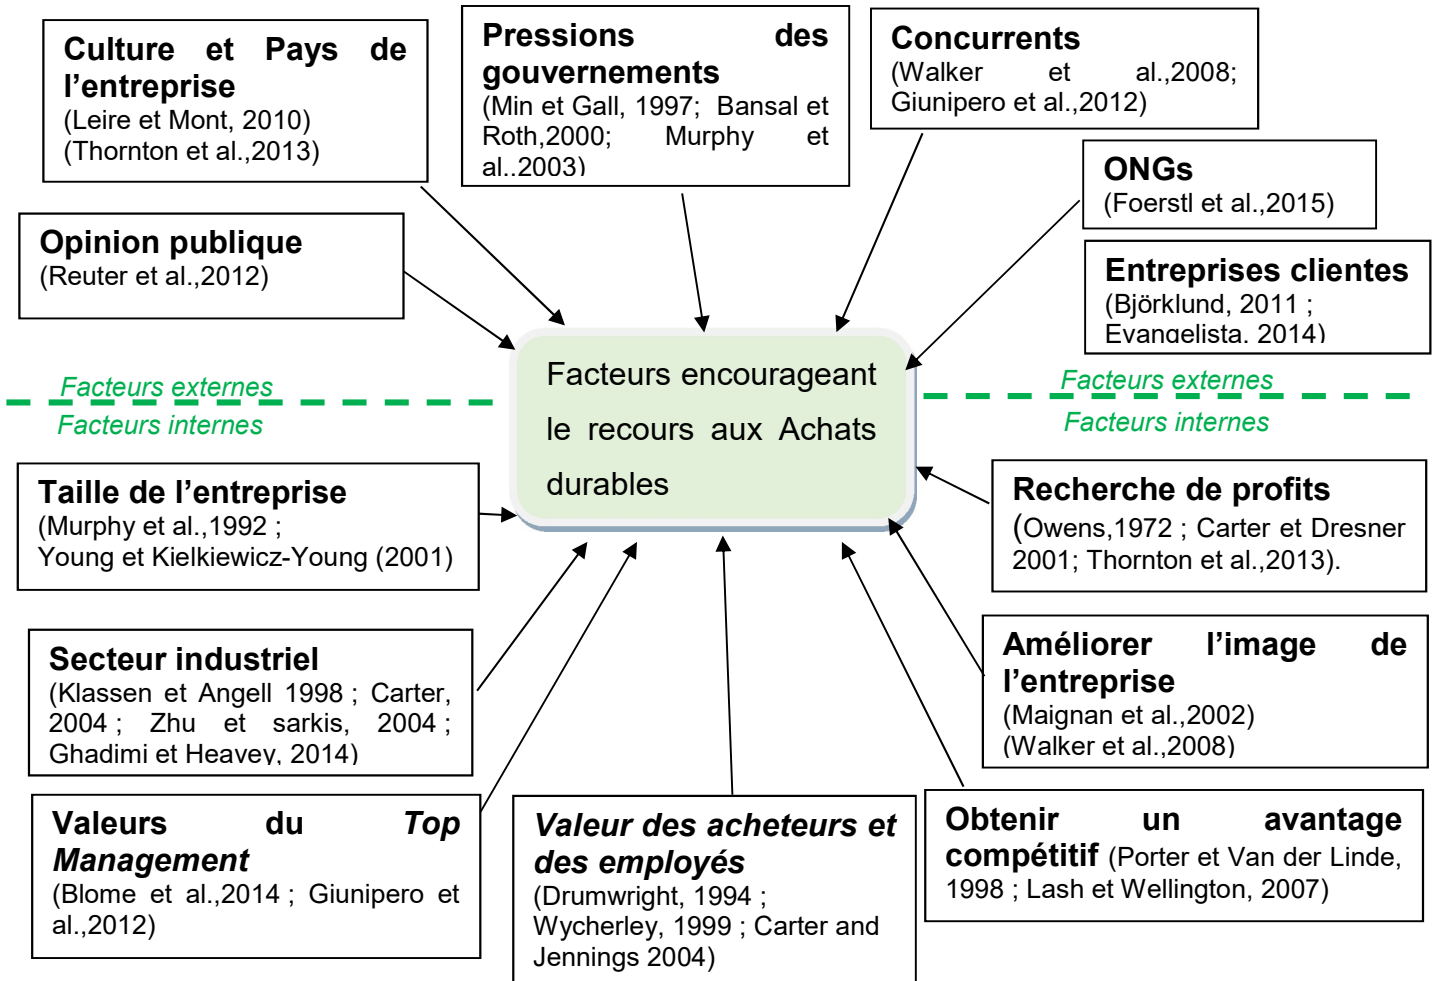 Culture et Pays de
l’entreprise
(Leire et Mont, 2010)
(Thornton et al.,2013)
Pressions des
gouvernements
(Min et Gall, 1997; Bansal et
Roth,2000; Murphy et
al..2003)
Concurrents
(Walker et al.,2008;
Giunipero et al.,2012)
ONGs
(Foerstl et al.,2015)
Opinion publique
(Reuter et al.,2012)
Entreprises clientes
(Björklund, 2011 ;
Evangelista. 2014)
Facteurs encourageant
le recours aux Achats
durables
Facteurs externes
Facteurs internes
Facteurs externes
Facteurs internes
Taille de l’entreprise
(Murphy et al.,1992 ;
Young et Kielkiewicz-Young (2001)
Recherche de profits
(Owens,1972 ; Carter et Dresner
2001; Thornton et al.,2013).
Secteur industriel
(Klassen et Angell 1998 ; Carter,
2004 ; Zhu et sarkis, 2004 ;
Ghadimi et Heavey, 2014)
Améliorer l’image de
l’entreprise
(Maignan et al.,2002)
(Walker et al.,2008)
Valeurs du Top
Management
(Blome et al.,2014 ; Giunipero et
al.,2012)
Valeur des acheteurs et
des employés
(Drumwright, 1994 ;
Wycherley, 1999 ; Carter and
Jennings 2004)
Obtenir un avantage
compétitif (Porter et Van der Linde,
1998 ; Lash et Wellington, 2007)